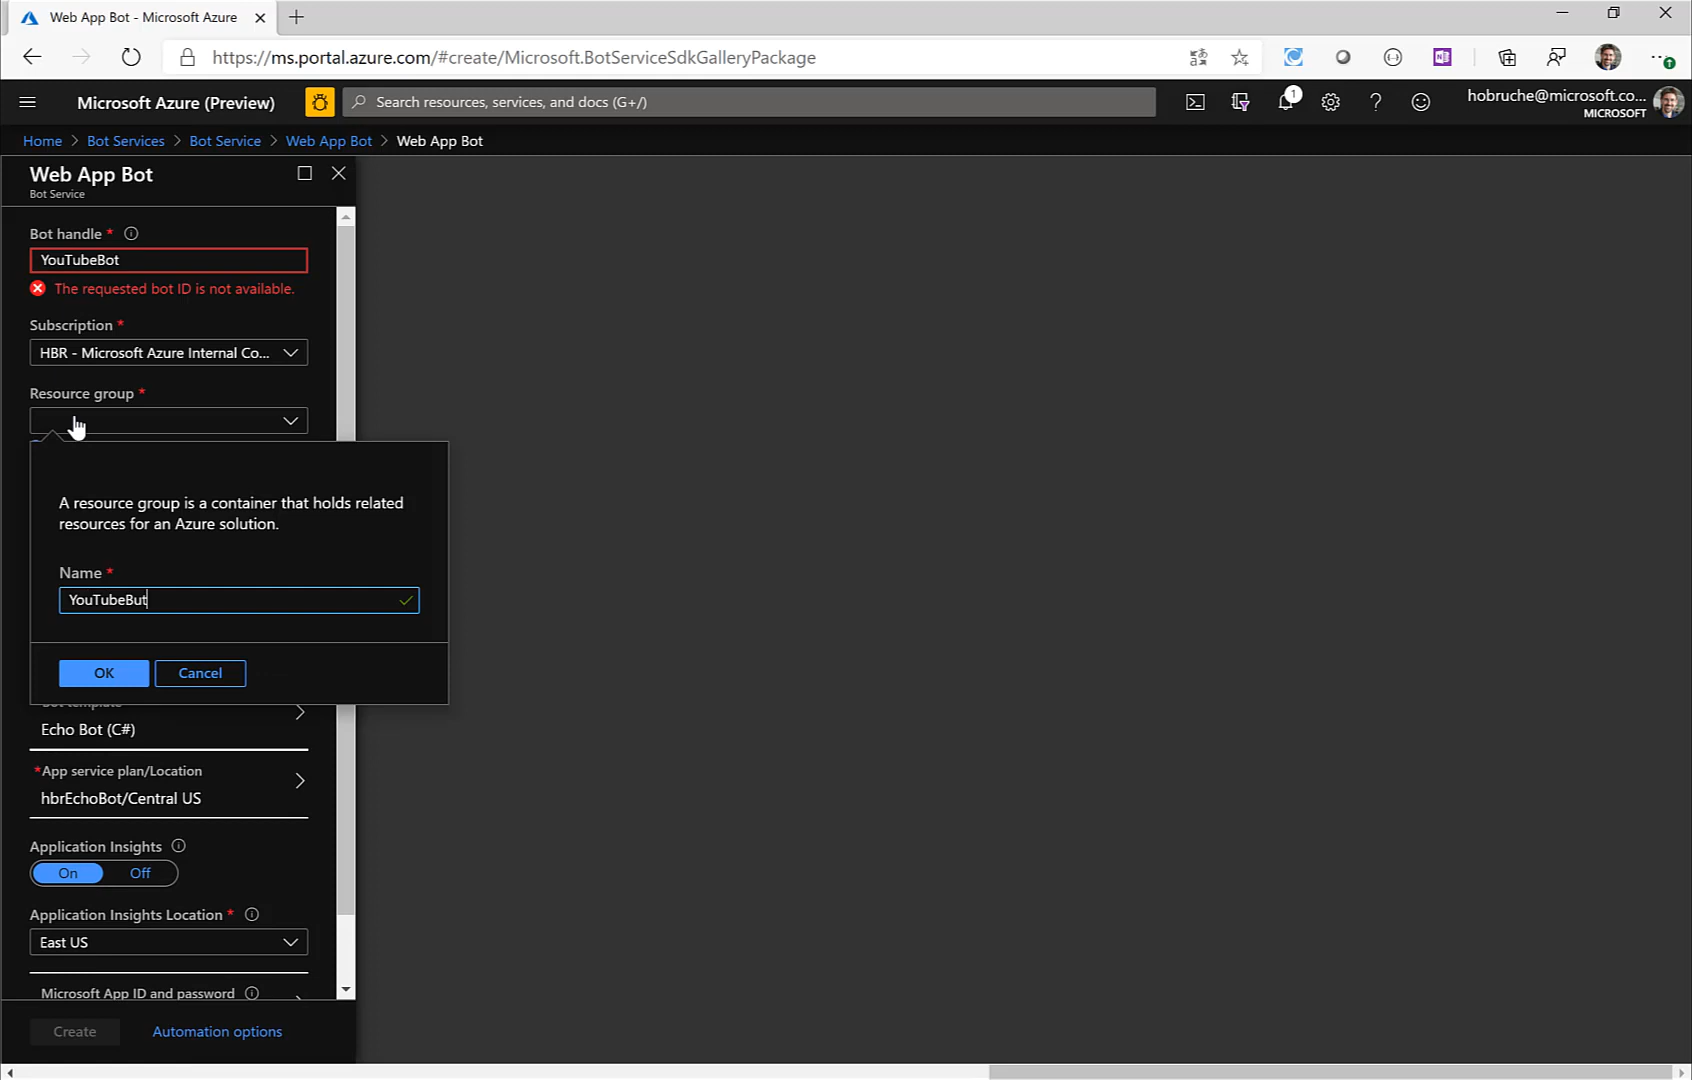 Web App Bot - Microsoft Azure
https://ms.portal.azure.com/#create/Microsoft.BotServiceSdkGalleryPackage
Microsoft Azure (Preview)
Search resources, services, and docs (G+/)
1
hobruche@microsoft.co...
MICROSOFT
Home > Bot Services > Bot Service > Web App Bot > Web App Bot
Web App Bot
Bot Service
Bot handle *
YouTubeBot
The requested bot ID is not available.
Subscription *
HBR - Microsoft Azure Internal Co...
Resource group *
A resource group is a container that holds related
resources for an Azure solution.
Name *
YouTubeBut
OK
Cancel
Bot template
Echo Bot (C#)
*App service plan/Location
hbrEchoBot/Central US
Application Insights
On
Off
Application Insights Location *
East US
Microsoft App ID and password
Create
Automation options